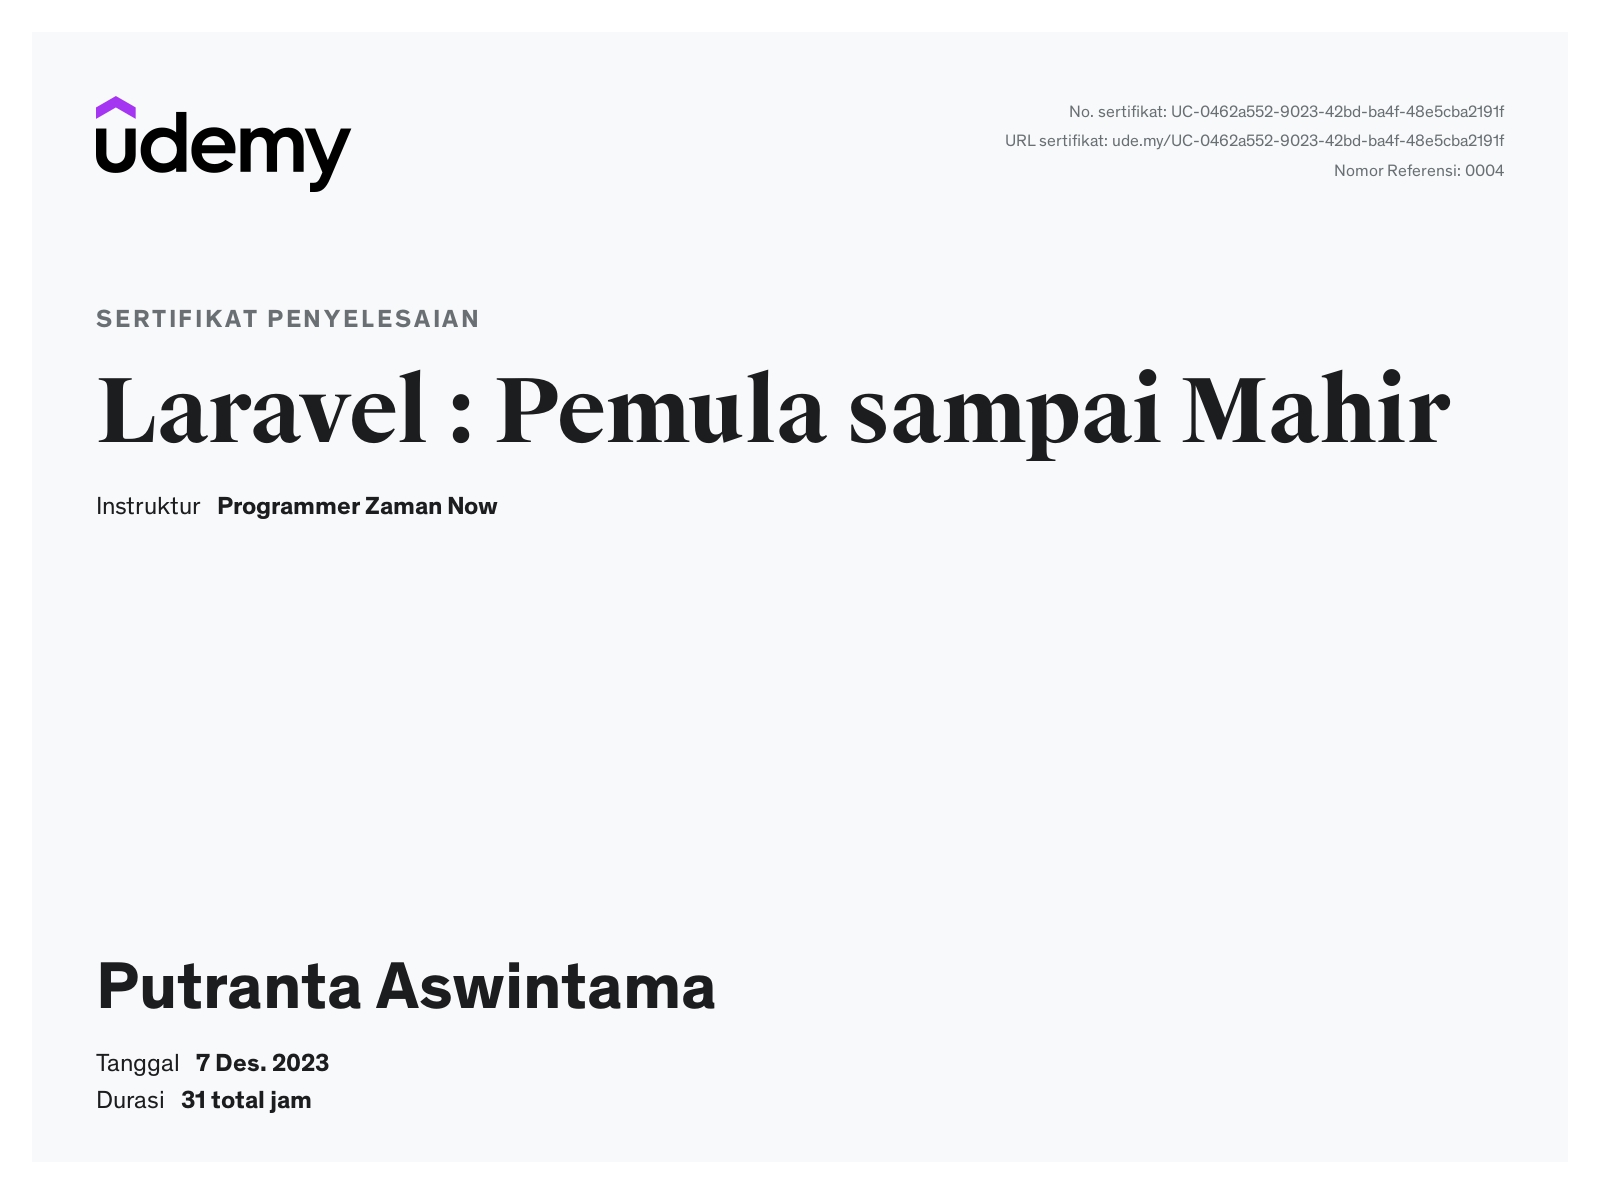 udemy
No. sertifikat: UC-0462a552-9023-42bd-ba4f-48e5cba2191f
URL sertifikat: ude.my/UC-0462a552-9023-42bd-ba4f-48e5cba2191f
Nomor Referensi: 0004
SERTIFIKAT PENYELESAIAN
Laravel : Pemula sampai Mahir
Instruktur Programmer Zaman Now
Putranta Aswintama
Tanggal 7 Des. 2023
Durasi 31 total jam